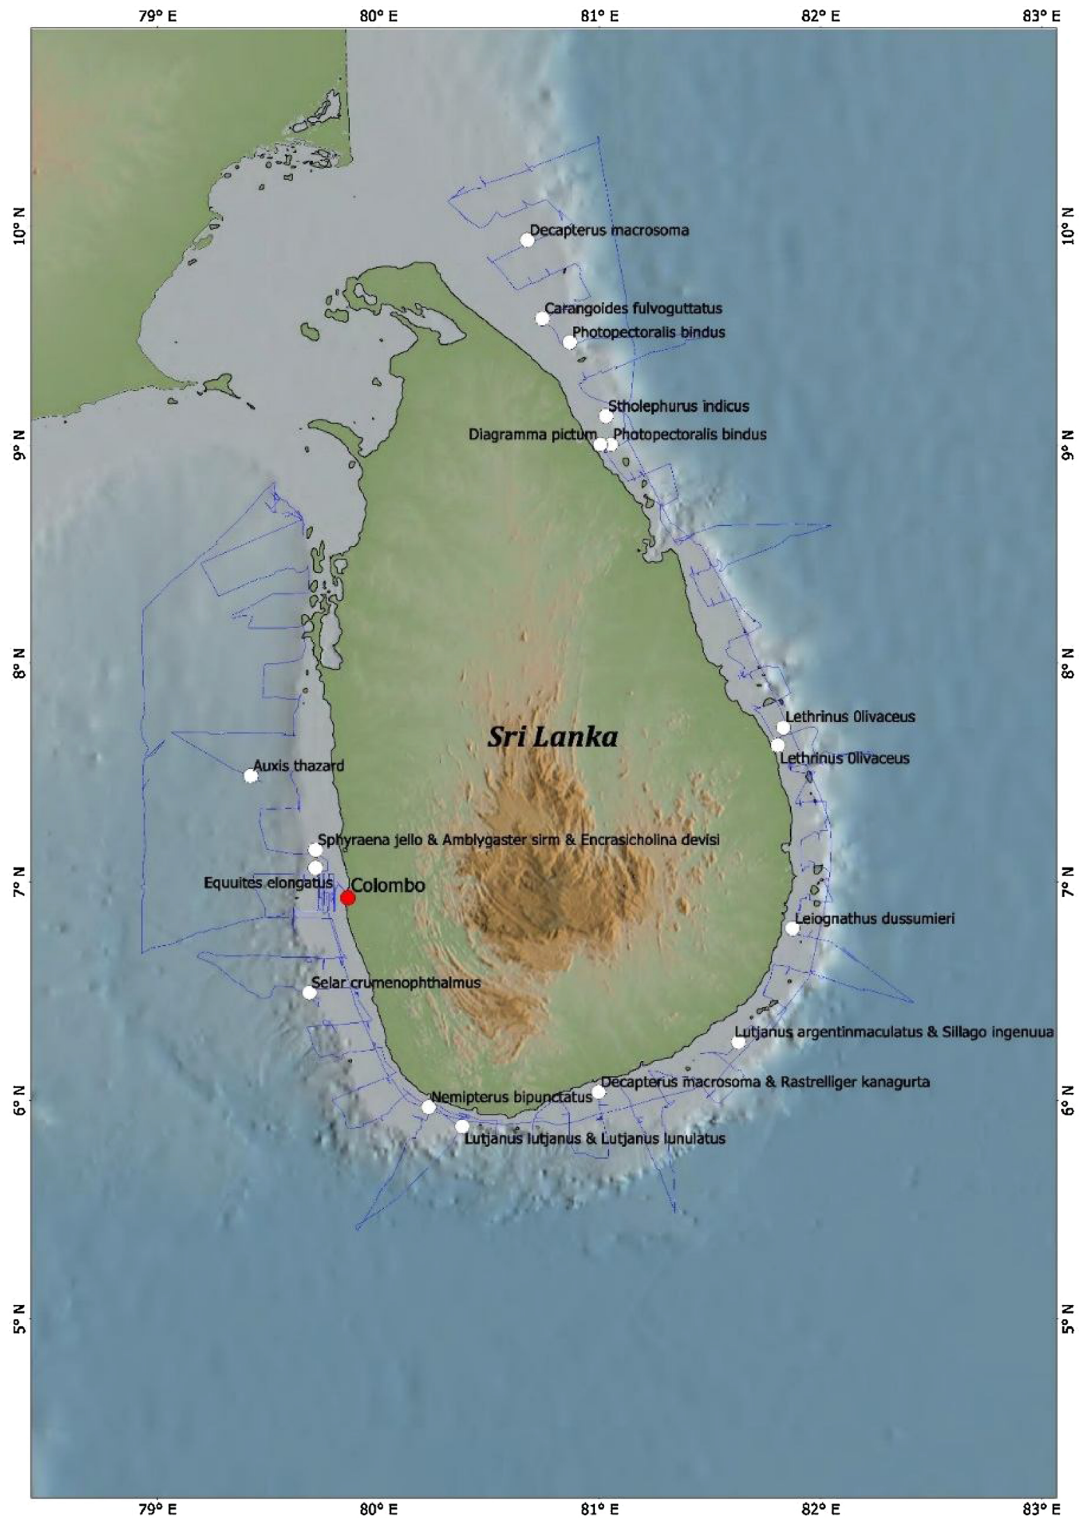 79° E 80° E 81° E 82° E 83° E
10° N 10° N
Decapterus macrosoma
Carangoides fulvoguttatus
Photopectoralis bindus
Stholephurus indicus
Diagramma pictum Photopectoralis bindus
9° N 9° N
8° N 8° N
Lethrinus 0livaceus
Sri Lanka
Lethrinus 0livaceus
Auxis thazard
Sphyraena jello & Amblygaster sirm & Encrasicholina devisi
7° N 7° N
Equuites elongatus Colombo
Leiognathus dussumieri
Selar crumenophthalmus
Lutjanus argentinmaculatus & Sillago ingenuua
Decapterus macrosoma & Rastrelliger kanagurta
Nemipterus bipunctatus
6° N 6° N
Lutjanus lutjanus & Lutjanus lunulatus
5° N 5° N
79° E 80° E 81° E 82° E 83° E